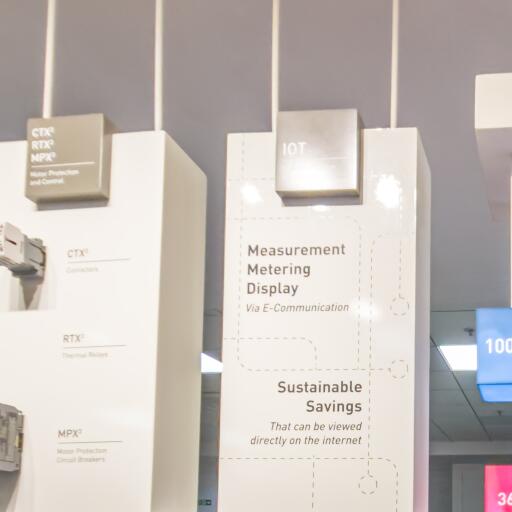 CTX³
RTX³
MPX³
Motor Protection
and Control
CTX³
Contactors
RTX³
Thermal Relays
MPX³
Motor Protection
Circuit Breakers
IOT
Measurement
Metering
Display
Via E-Communication
Sustainable
Savings
That can be viewed
directly on the internet
100
36